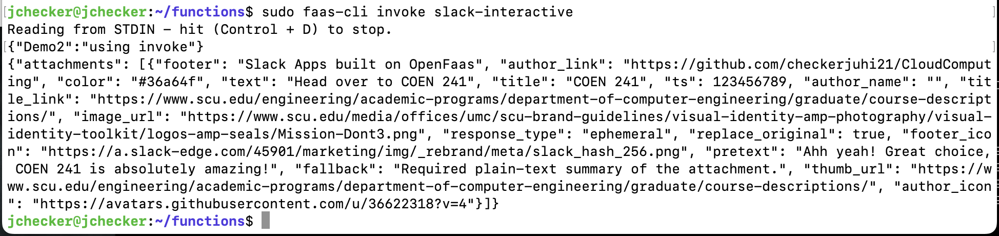 [jchecker@jchecker:~/functions$ sudo faas-cli invoke slack-interactive ]
Reading from STDIN - hit (Control + D) to stop.
[{"Demo2":"using invoke"} ]
{"attachments": [{"footer": "Slack Apps built on OpenFaas", "author_link": "https://github.com/checkerjuhi21/CloudComput
ing", "color": "#36a64f", "text": "Head over to COEN 241", "title": "COEN 241", "ts": 123456789, "author_name": "", "tit
le_link": "https://www.scu.edu/engineering/academic-programs/department-of-computer-engineering/graduate/course-descript
ions/", "image_url": "https://www.scu.edu/media/offices/umc/scu-brand-guidelines/visual-identity-amp-photography/visual-
identity-toolkit/logos-amp-seals/Mission-Dont3.png", "response_type": "ephemeral", "replace_original": true, "footer_ico
n": "https://a.slack-edge.com/45901/marketing/img/_rebrand/meta/slack_hash_256.png", "pretext": "Ahh yeah! Great choice,
 COEN 241 is absolutely amazing!", "fallback": "Required plain-text summary of the attachment.", "thumb_url": "https://w
ww.scu.edu/engineering/academic-programs/department-of-computer-engineering/graduate/course-descriptions/", "author_icon
": "https://avatars.githubusercontent.com/u/36622318?v=4"}]}
jchecker@jchecker:~/functions$